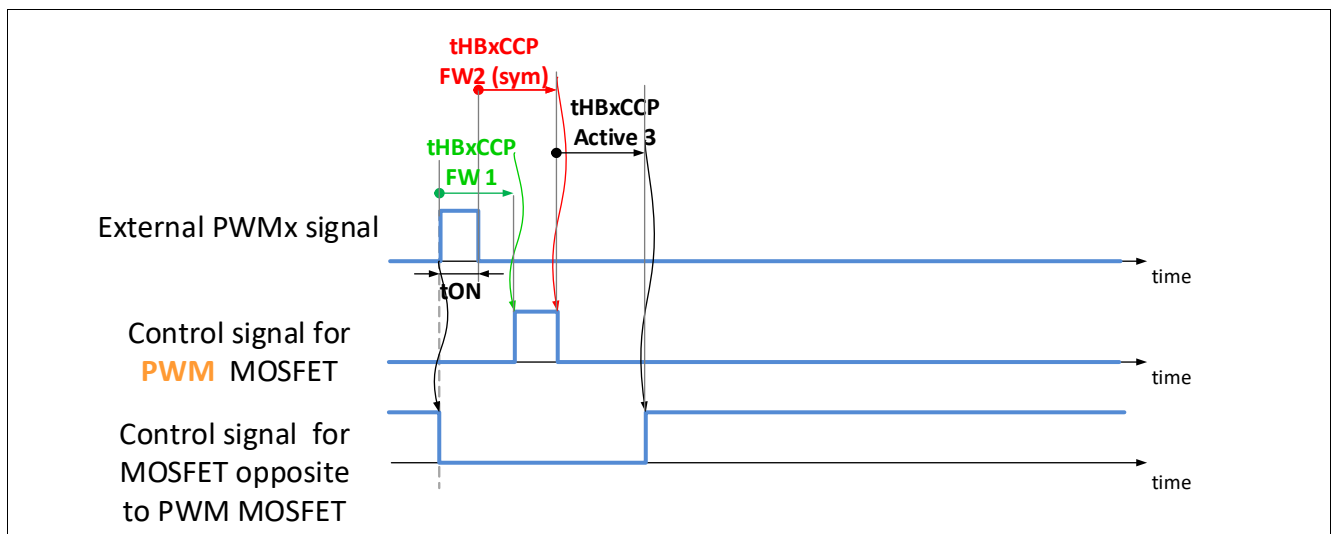 tHBxCCP
FW2 (sym)
tHBxCCP
Active 3
tHBxCCP
FW 1
External PWMx signal
time
tON
Control signal for
PWM MOSFET
time
Control signal for
MOSFET opposite
to PWM MOSFET
time